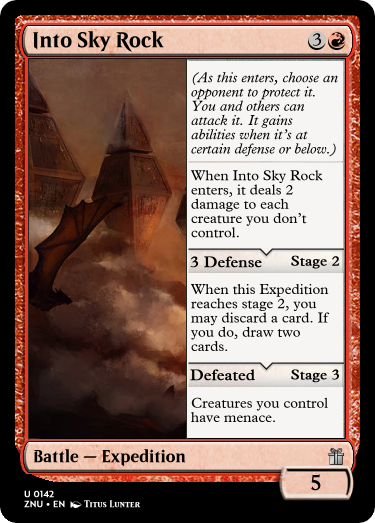 Into Sky Rock 3
(As this enters, choose an
opponent to protect it.
You and others can
attack it. It gains
abilities when it's at
certain defense or below.)
When Into Sky Rock
enters, it deals 2
damage to each
creature you don't
control.
3 Defense Stage 2
When this Expedition
reaches stage 2, you
may discard a card. If
you do, draw two
cards.
Defeated Stage 3
Creatures you control
have menace.
Battle — Expedition
5
U 0142
ZNU • EN Titus Lunter